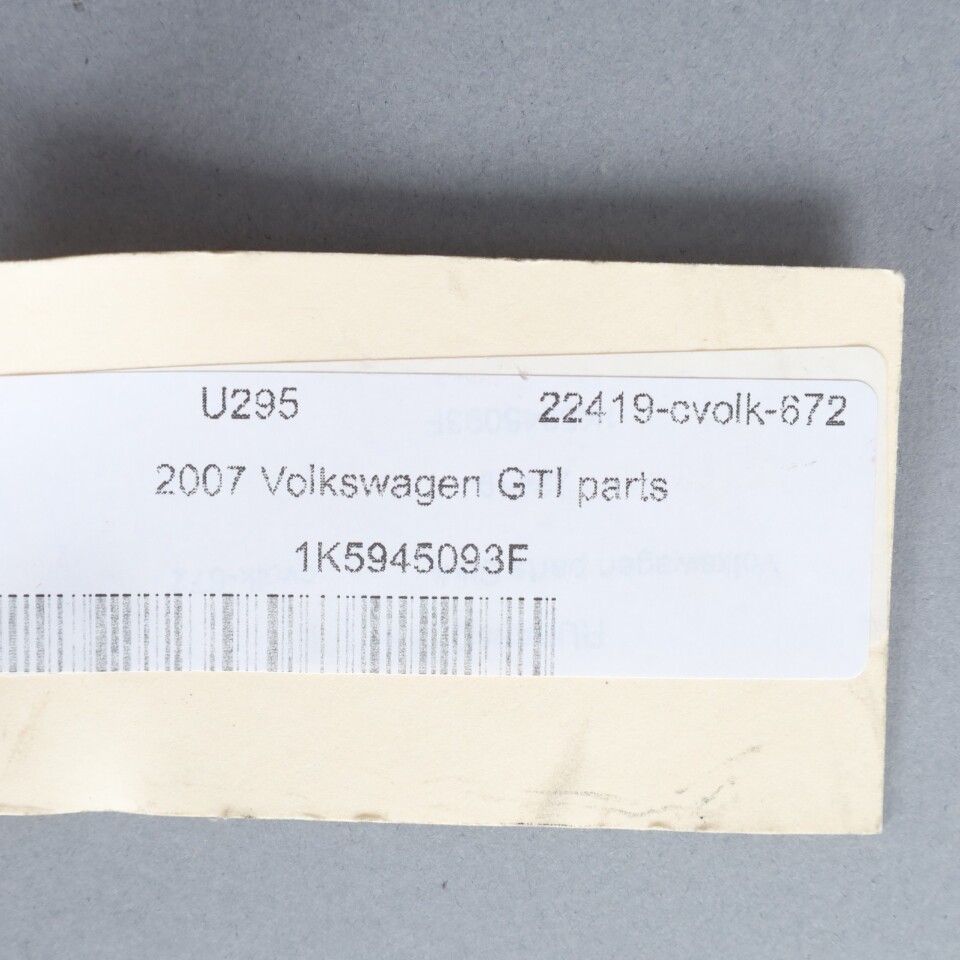 U295 22419-cvolk-672
2007 Volkswagen GTI parts
1K5945093F